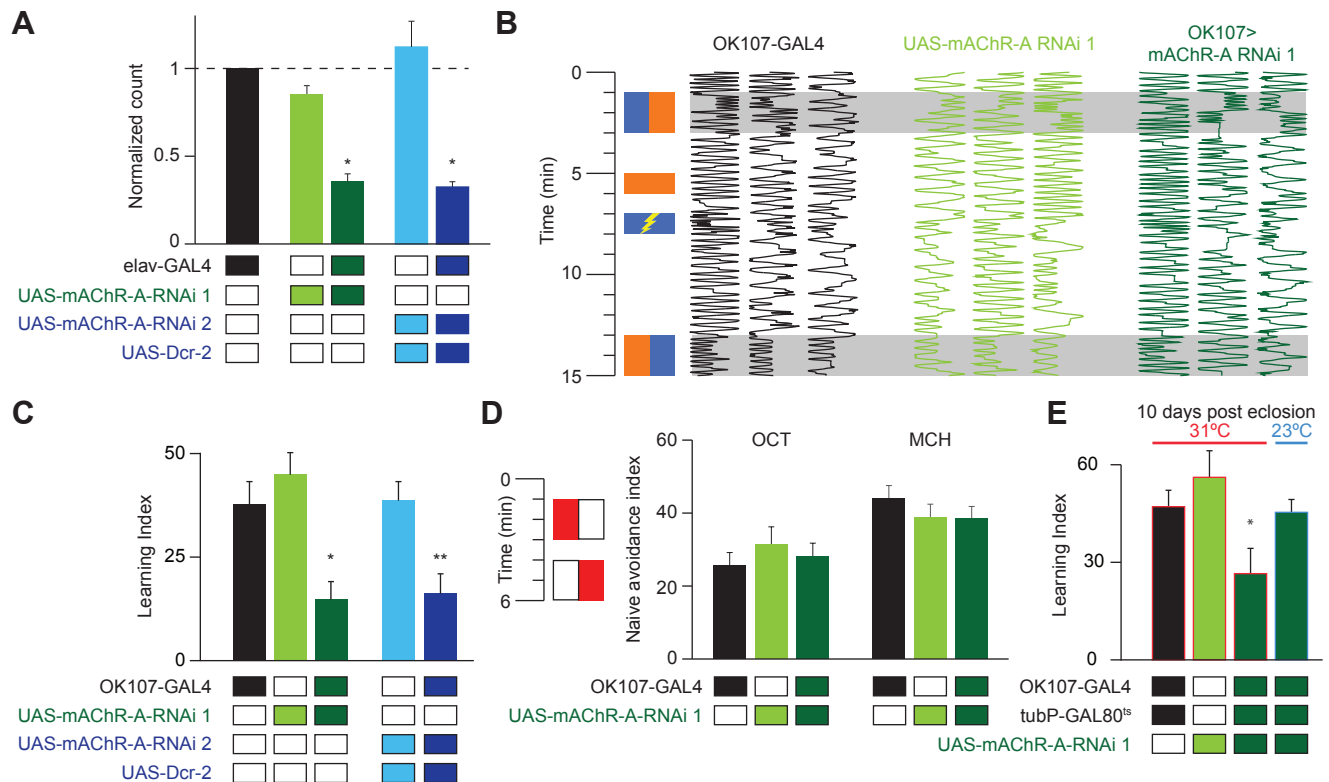 A
Normalized count
1
0.5
0
*
*
elav-GAL4
UAS-mAChR-A-RNAi 1
UAS-mAChR-A-RNAi 2
UAS-Dcr-2
B
OK107-GAL4
UAS-mAChR-A RNAi 1
OK107>
mAChR-A RNAi 1
Time (min)
0
5
10
15
C
Learning Index
50
25
0
*
**
OK107-GAL4
UAS-mAChR-A-RNAi 1
UAS-mAChR-A-RNAi 2
UAS-Dcr-2
D
Time (min)
0
6
Naive avoidance index
60
40
20
0
OCT
MCH
OK107-GAL4
UAS-mAChR-A-RNAi 1
E
10 days post eclosion
31ºC
23ºC
Learning Index
60
30
0
*
OK107-GAL4
tubP-GAL80ts
UAS-mAChR-A-RNAi 1